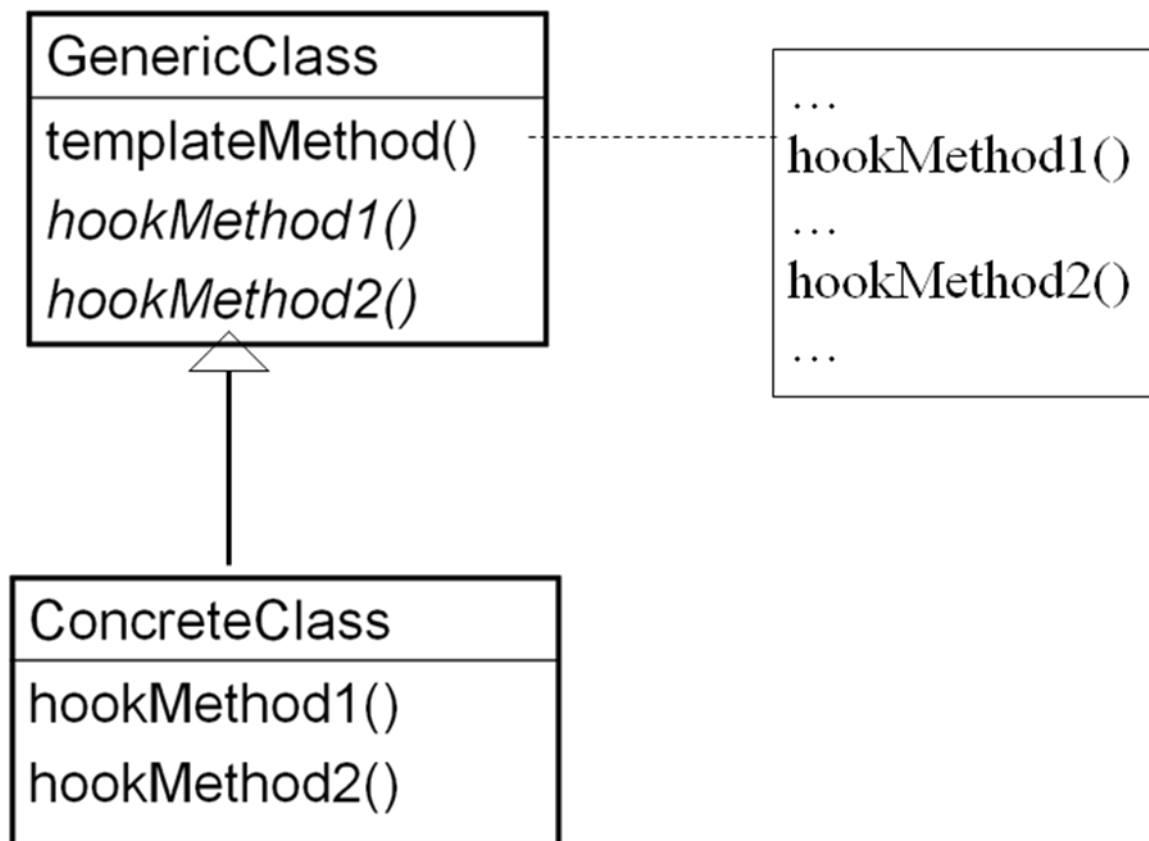 GenericClass
templateMethod()
hookMethod1()
hookMethod2()
…
hookMethod1()
…
hookMethod2()
…
ConcreteClass
hookMethod1()
hookMethod2()